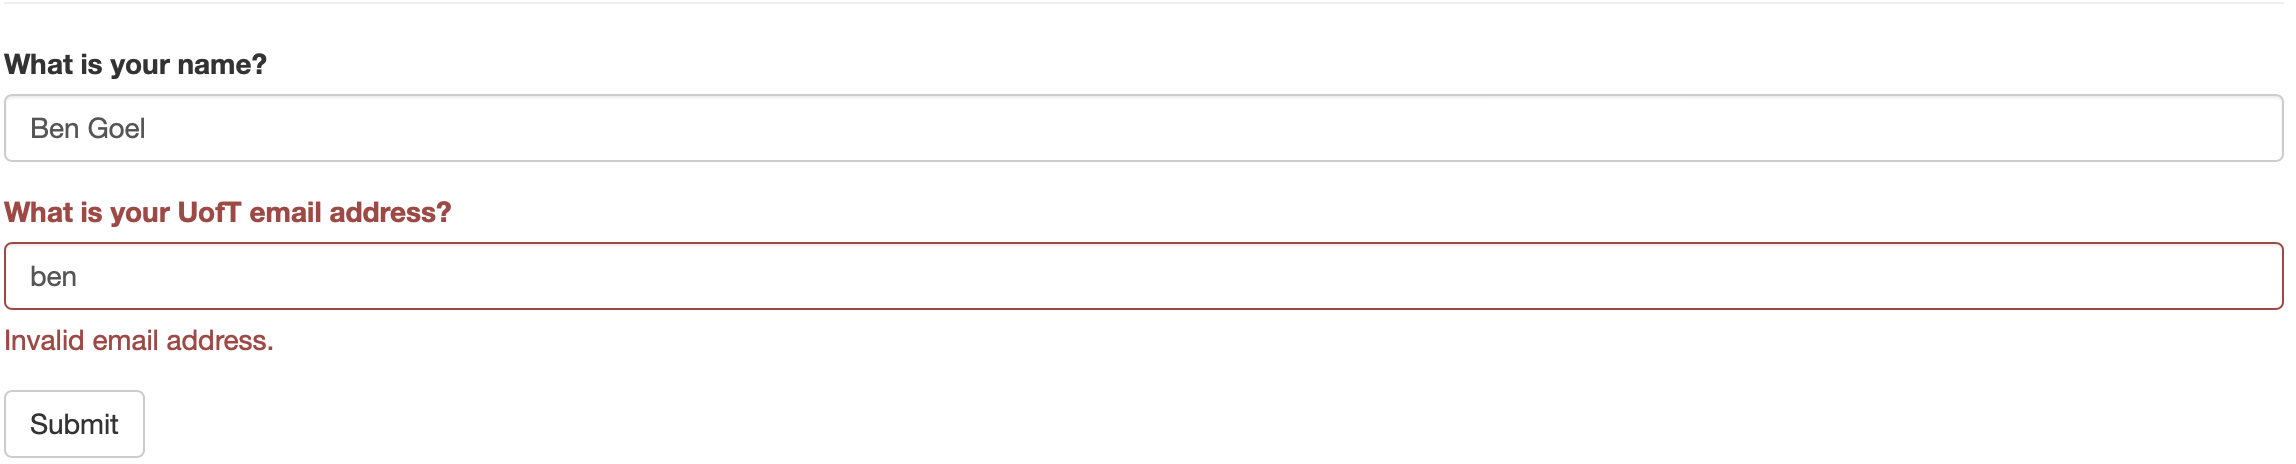 What is your name?
Ben Goel
What is your UofT email address?
ben
Invalid email address.
Submit